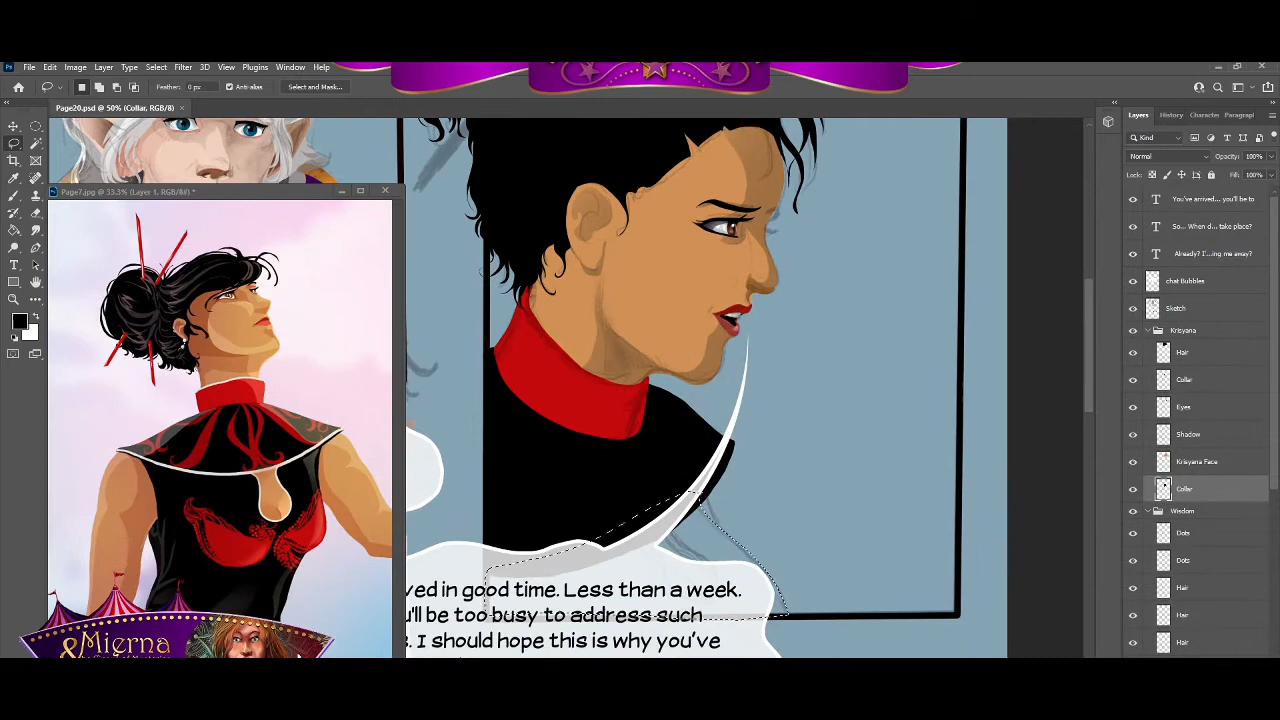 Ps File Edit Image Layer Type Select Filter 3D View Plugins Window Help
Feather: 0 px Anti-alias Select and Mask...
Page20.psd @ 50% (Collar, RGB/8) ×
Page7.jpg @ 33.3% (Layer 1, RGB/8#) *
Mierna
&
ved in good time. Less than a week.
u'll be too busy to address such
s. I should hope this is why you've
Layers History Character Paragraph
Kind
Normal Opacity: 100%
Lock: Fill: 100%
T You've arrived... you'll be to
T So... When d... take place?
T Already? I'...ing me away?
chat Bubbles
Sketch
Krisyana
Hair
Collar
Eyes
Shadow
Krisyana Face
Collar
Wisdom
Dots
Dots
Hair
Hair
Hair